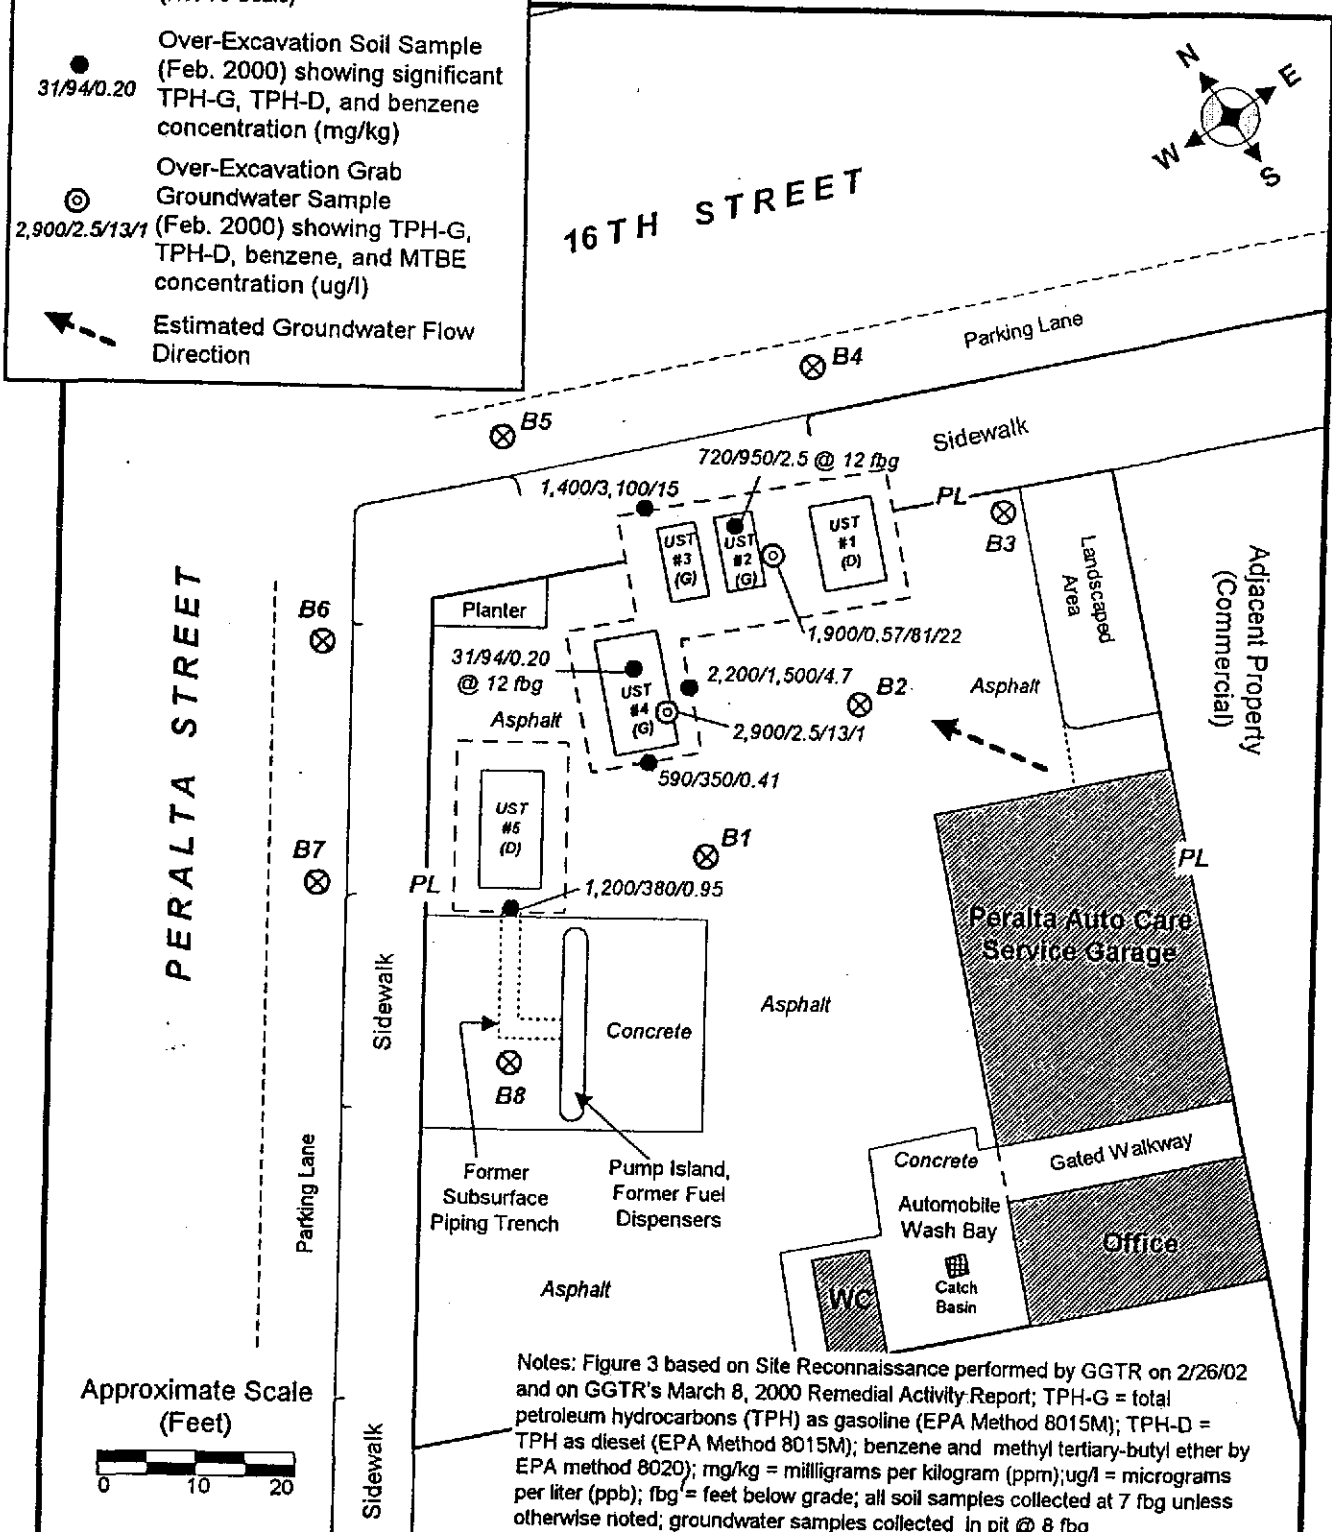 Over-Excavation Soil Sample
(Feb. 2000) showing significant
TPH-G, TPH-D, and benzene
concentration (mg/kg)
31/94/0.20
Over-Excavation Grab
Groundwater Sample
(Feb. 2000) showing TPH-G,
TPH-D, benzene, and MTBE
concentration (ug/l)
2,900/2.5/13/1
Estimated Groundwater Flow
Direction
N
E
W
S
16TH STREET
Parking Lane
B4
B5
Sidewalk
720/950/2.5 @ 12 fbg
1,400/3,100/15
PL
B3
UST
#3
(G)
UST
#2
(G)
UST
#1
(D)
Landscaped
Area
Adjacent Property
(Commercial)
PERALTA STREET
B6
Planter
1,900/0.57/81/22
31/94/0.20
@ 12 fbg
2,200/1,500/4.7
B2
Asphalt
UST
#4
(G)
Asphalt
2,900/2.5/13/1
590/350/0.41
UST
#5
(D)
B7
B1
PL
PL
1,200/380/0.95
Peralta Auto Care
Service Garage
Sidewalk
Asphalt
Concrete
B8
Parking Lane
Former
Subsurface
Piping Trench
Pump Island,
Former Fuel
Dispensers
Concrete
Gated Walkway
Automobile
Wash Bay
Office
Catch
Basin
WC
Asphalt
Approximate Scale
(Feet)
0 10 20
Sidewalk
Notes: Figure 3 based on Site Reconnaissance performed by GGTR on 2/26/02
and on GGTR's March 8, 2000 Remedial Activity Report; TPH-G = total
petroleum hydrocarbons (TPH) as gasoline (EPA Method 8015M); TPH-D =
TPH as diesel (EPA Method 8015M); benzene and methyl tertiary-butyl ether by
EPA method 8020); mg/kg = millligrams per kilogram (ppm);ug/l = micrograms
per liter (ppb); fbg = feet below grade; all soil samples collected at 7 fbg unless
otherwise noted; groundwater samples collected in pit @ 8 fbg